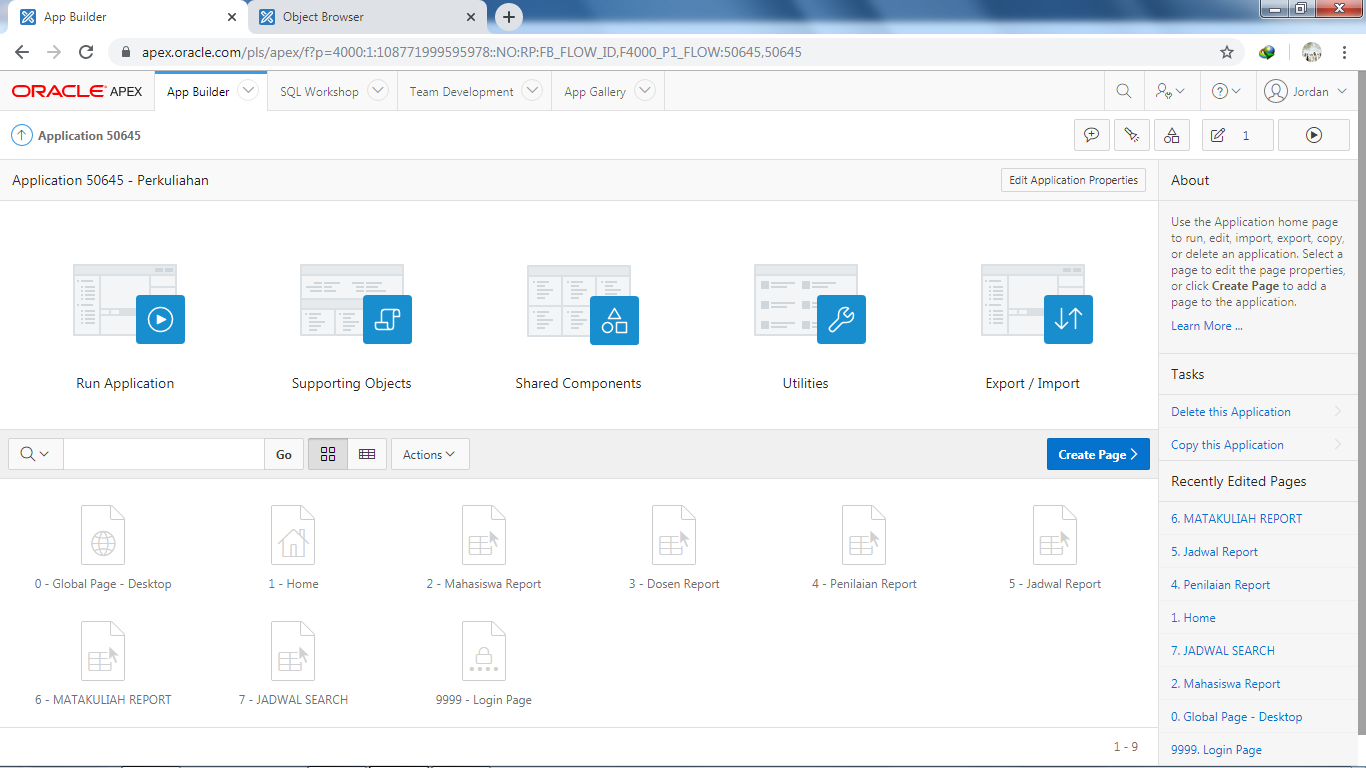 App Builder
Object Browser
apex.oracle.com/pls/apex/f?p=4000:1:108771999595978::NO:RP:FB_FLOW_ID,F4000_P1_FLOW:50645,50645
ORACLE APEX
App Builder
SQL Workshop
Team Development
App Gallery
Jordan
Application 50645
1
Application 50645 - Perkuliahan
Edit Application Properties
Run Application
Supporting Objects
Shared Components
Utilities
Export / Import
Go
Actions
Create Page
0 - Global Page - Desktop
1 - Home
2 - Mahasiswa Report
3 - Dosen Report
4 - Penilaian Report
5 - Jadwal Report
6 - MATAKULIAH REPORT
7 - JADWAL SEARCH
9999 - Login Page
1 - 9
About
Use the Application home page
to run, edit, import, export, copy,
or delete an application. Select a
page to edit the page properties,
or click Create Page to add a
page to the application.
Learn More ...
Tasks
Delete this Application
Copy this Application
Recently Edited Pages
6. MATAKULIAH REPORT
5. Jadwal Report
4. Penilaian Report
1. Home
7. JADWAL SEARCH
2. Mahasiswa Report
0. Global Page - Desktop
9999. Login Page